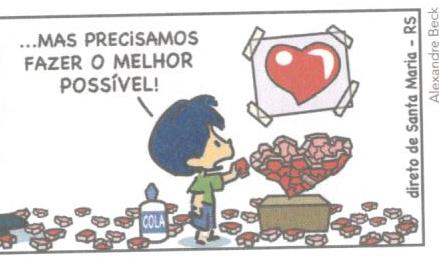 ...MAS PRECISAMOS
FAZER O MELHOR
POSSÍVEL!
COLA
direto de Santa Maria - RS
Alexandre Beck